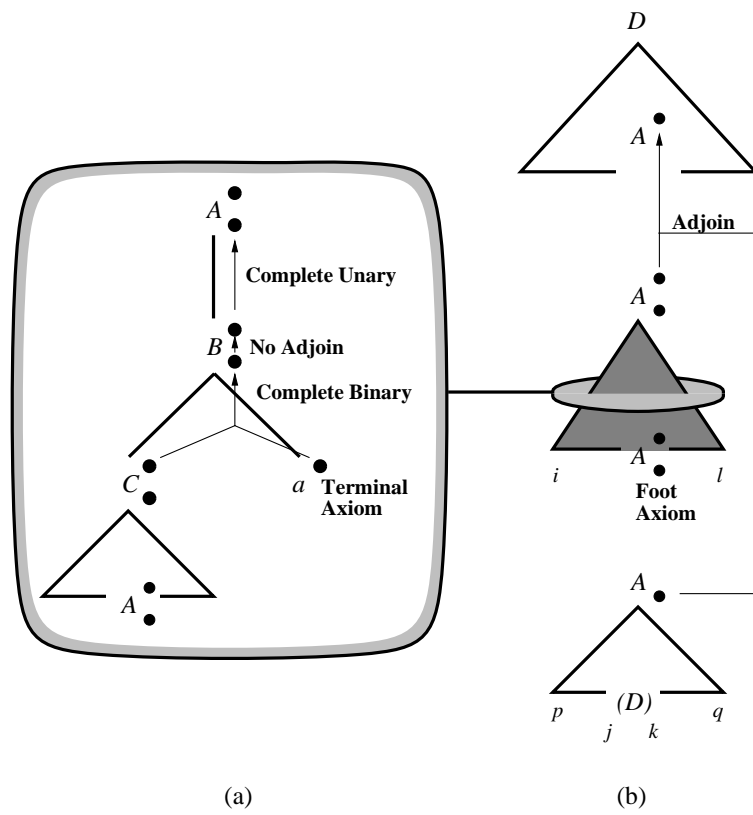 A
Complete Unary
B
No Adjoin
Complete Binary
C
a
Terminal
Axiom
A
(a)
D
A
Adjoin
A
A
i
l
Foot
Axiom
A
p
(D)
q
j
k
(b)